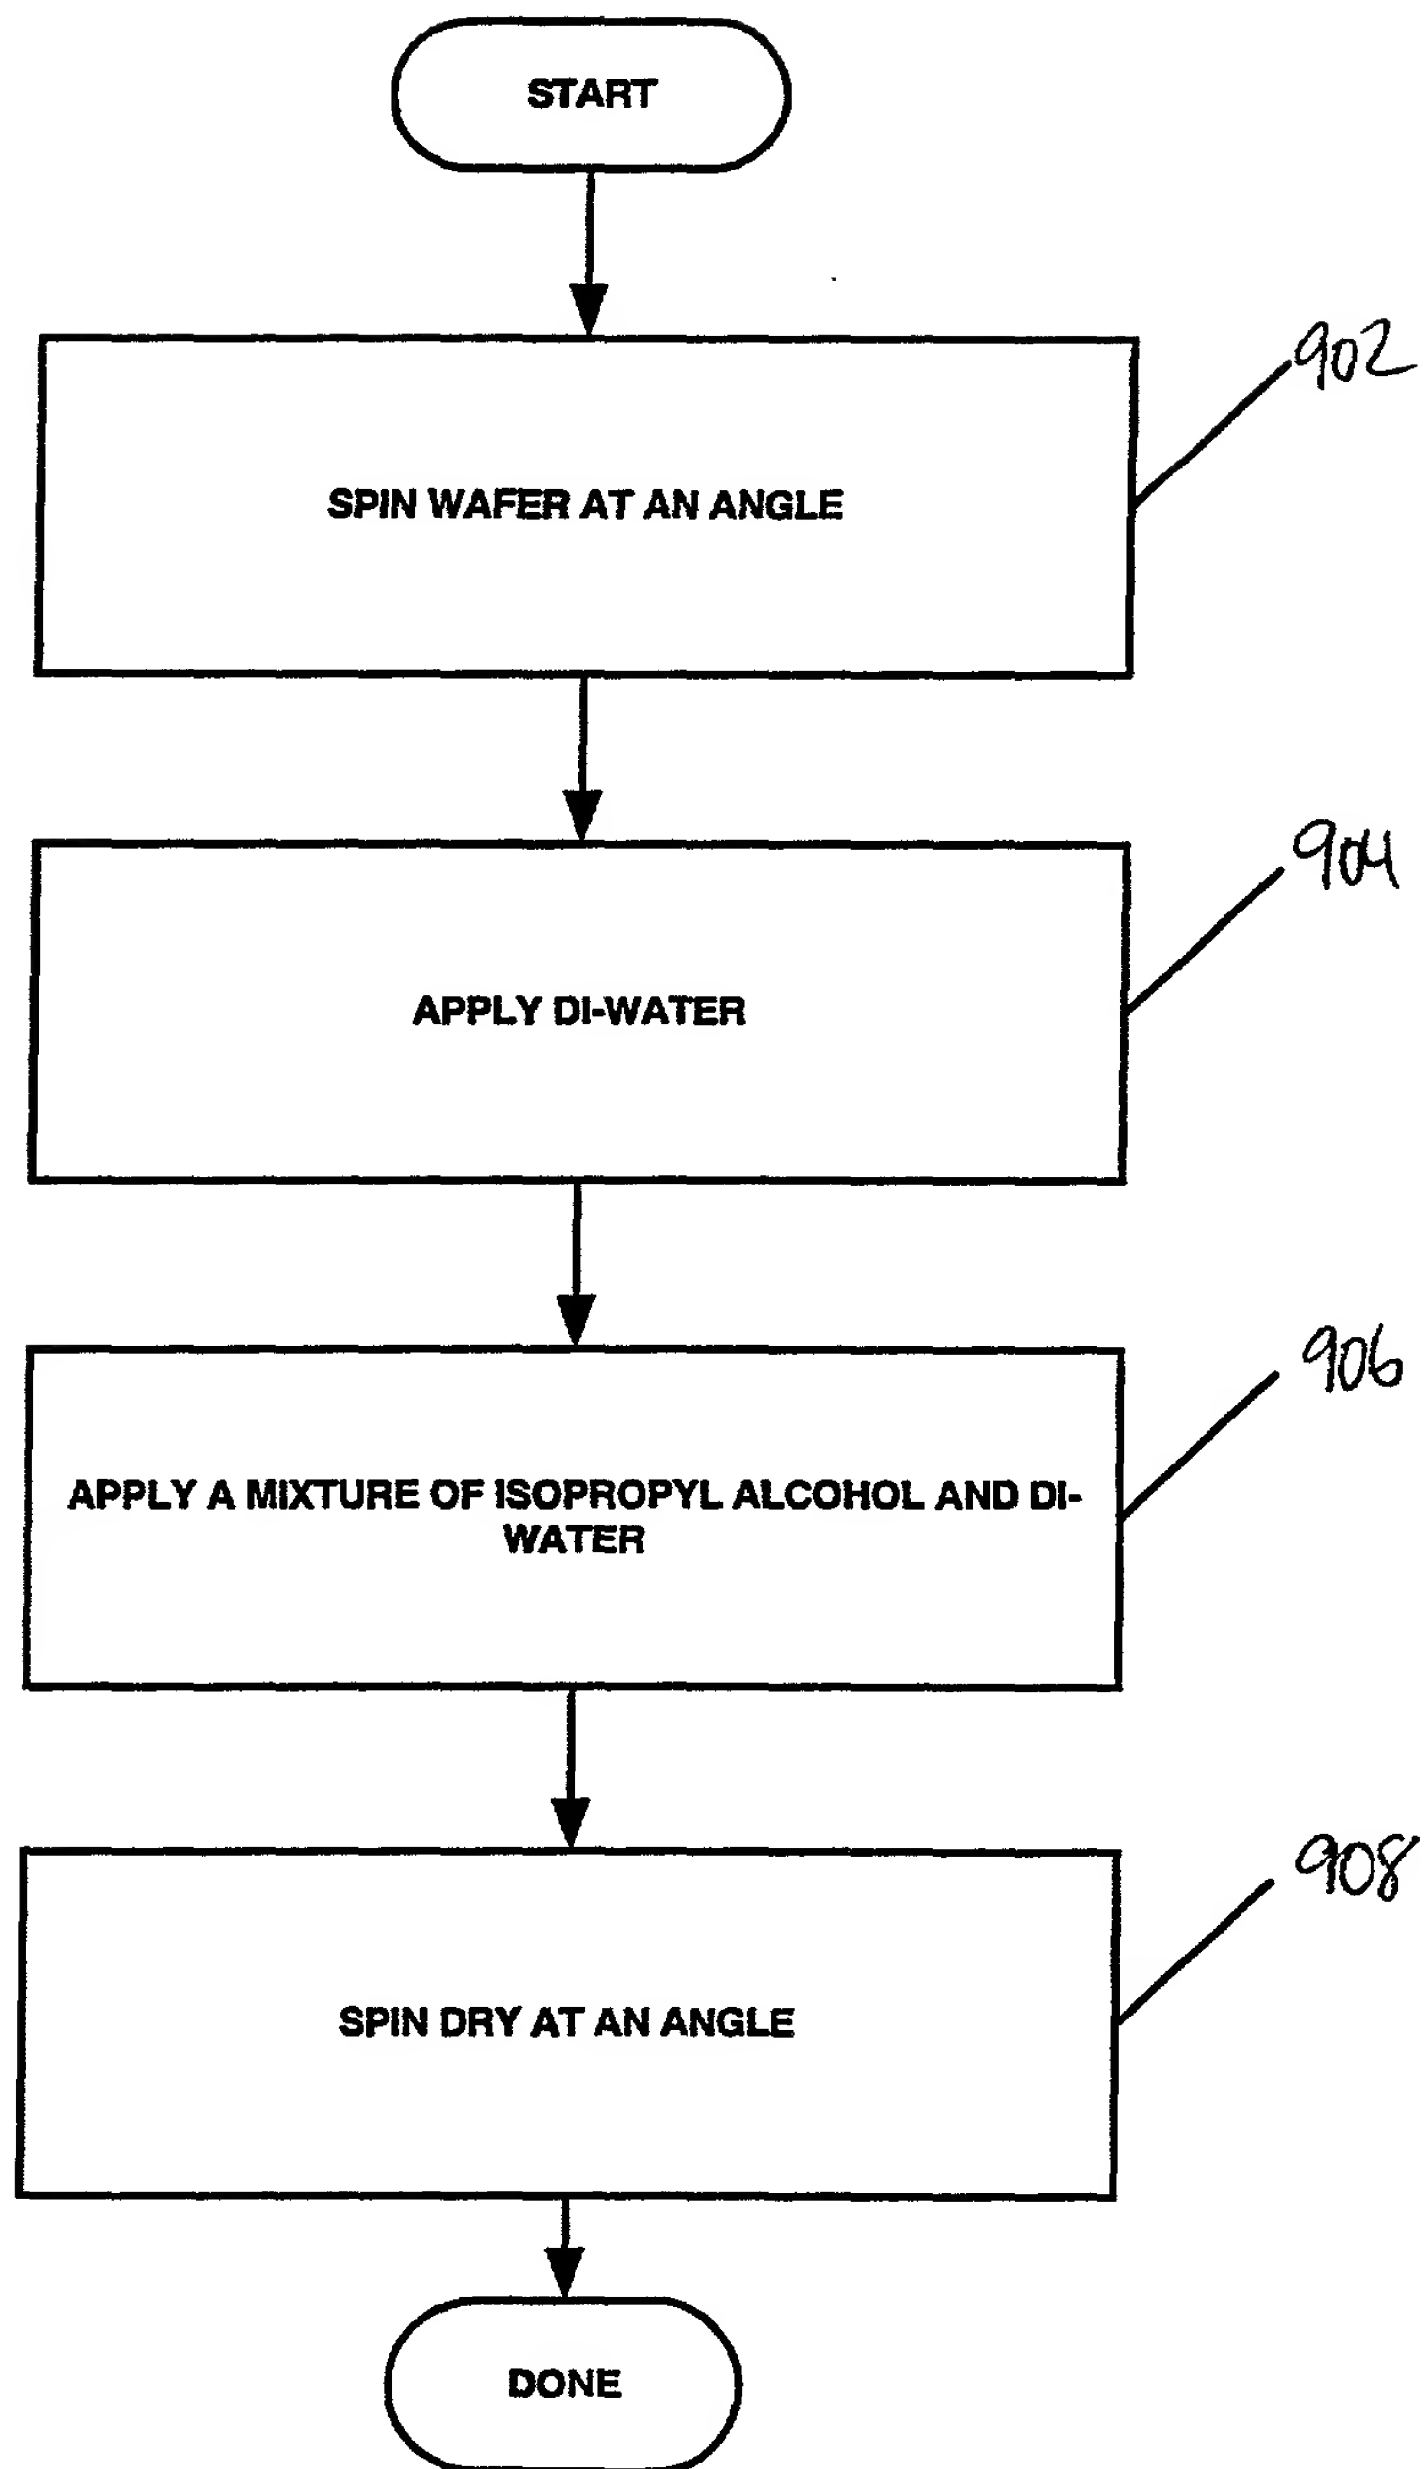 START
902
SPIN WAFER AT AN ANGLE
904
APPLY DI-WATER
906
APPLY A MIXTURE OF ISOPROPYL ALCOHOL AND DI-
WATER
908
SPIN DRY AT AN ANGLE
DONE